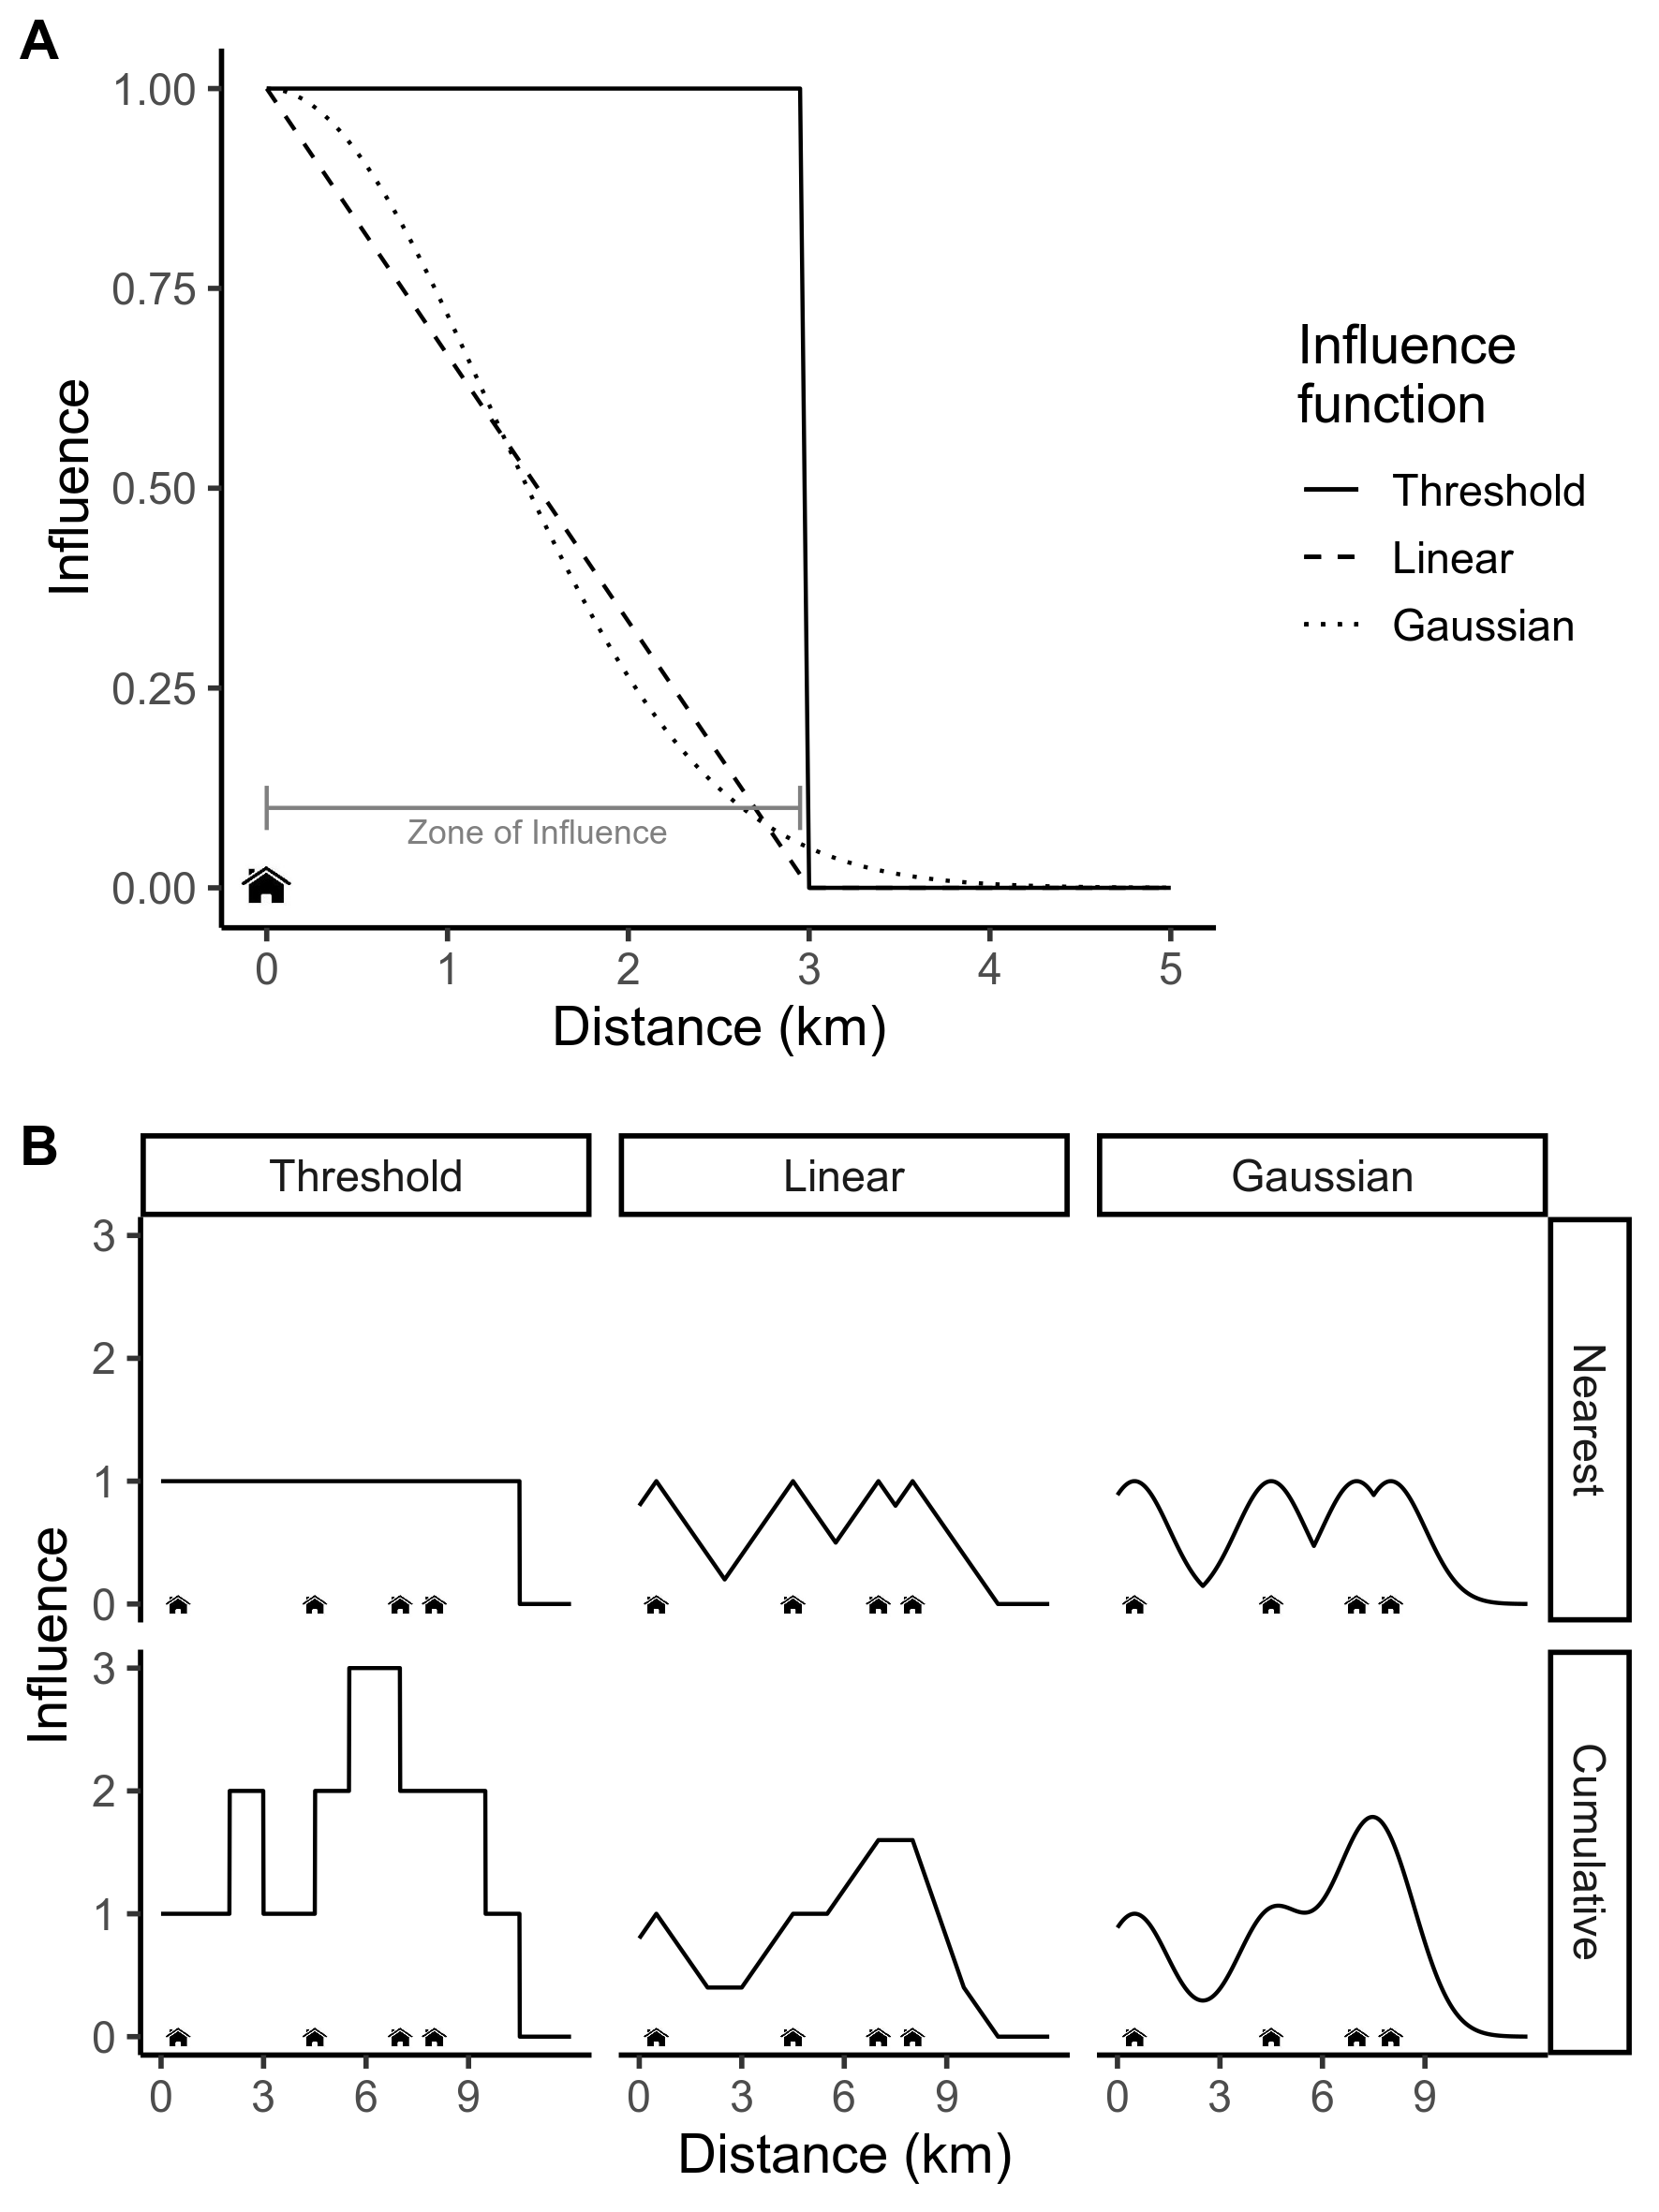 A
1.00
0.75
0.50
0.25
0.00
Influence
Zone of Influence
0 1 2 3 4 5
Distance (km)
Influence
function
Threshold
Linear
Gaussian
B
Threshold Linear Gaussian
3
2
1
0
Nearest
Influence
3
2
1
0
Cumulative
0 3 6 9 0 3 6 9 0 3 6 9
Distance (km)